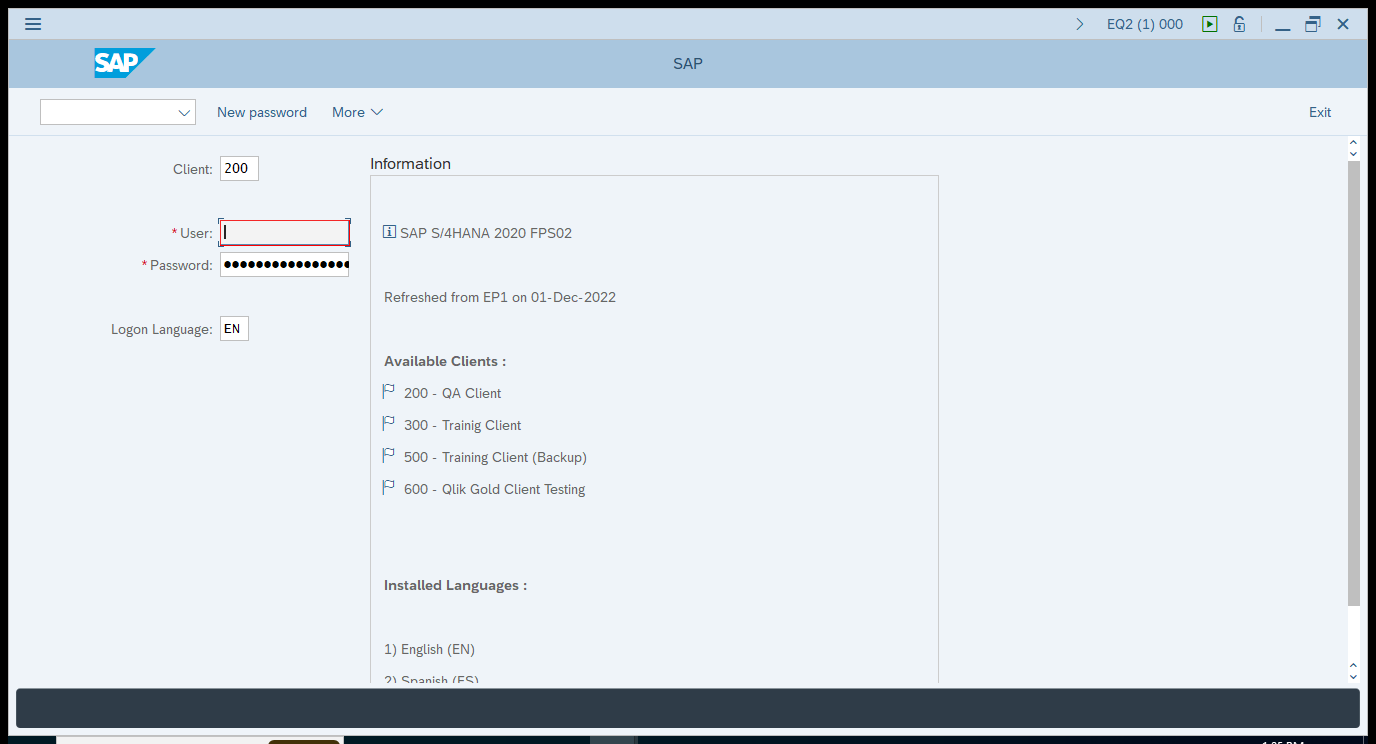 EQ2 (1) 000
SAP
SAP
New password
More
Exit
Client: 200
Information
* User:
SAP S/4HANA 2020 FPS02
* Password:
Refreshed from EP1 on 01-Dec-2022
Logon Language: EN
Available Clients :
200 - QA Client
300 - Trainig Client
500 - Training Client (Backup)
600 - Qlik Gold Client Testing
Installed Languages :
1) English (EN)
2) Spanish (ES)